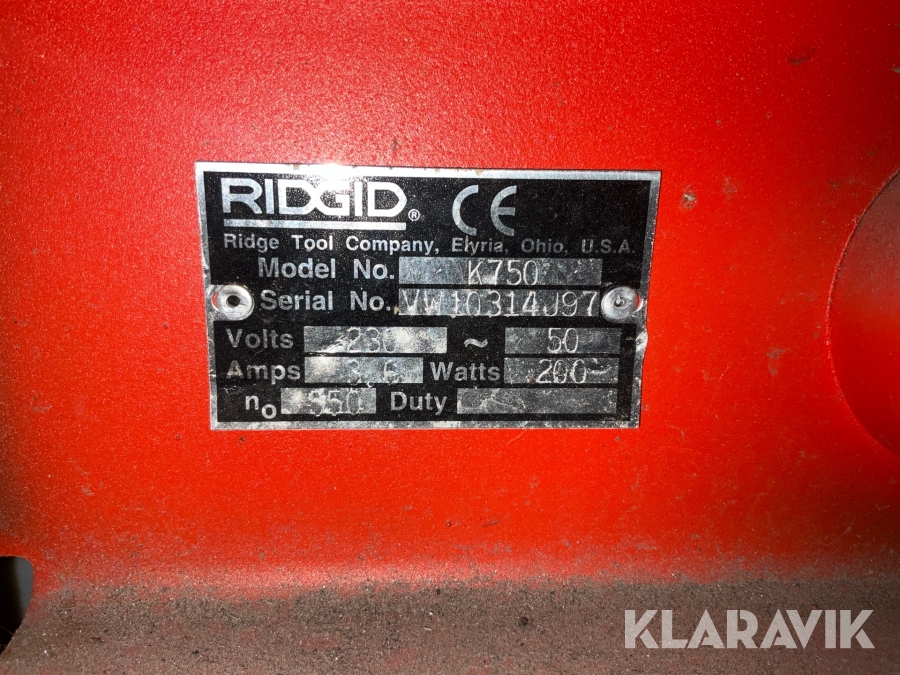 RIDGID® CE
Ridge Tool Company, Elyria, Ohio, U.S.A.
Model No. K750
Serial No. VW10314J97
Volts 230 ~ 50
Amps 3,6 Watts 200
no 550 Duty
KLARAVIK